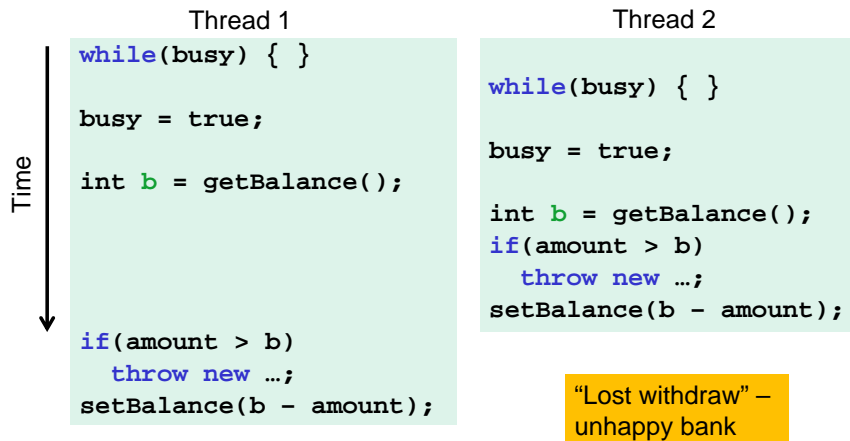 Thread 1
while(busy) { }
busy = true;
int b = getBalance();
if(amount > b)
throw new …;
setBalance(b – amount);
Thread 2
while(busy) { }
busy = true;
int b = getBalance();
if(amount > b)
throw new …;
setBalance(b – amount);
Time
“Lost withdraw” –
unhappy bank